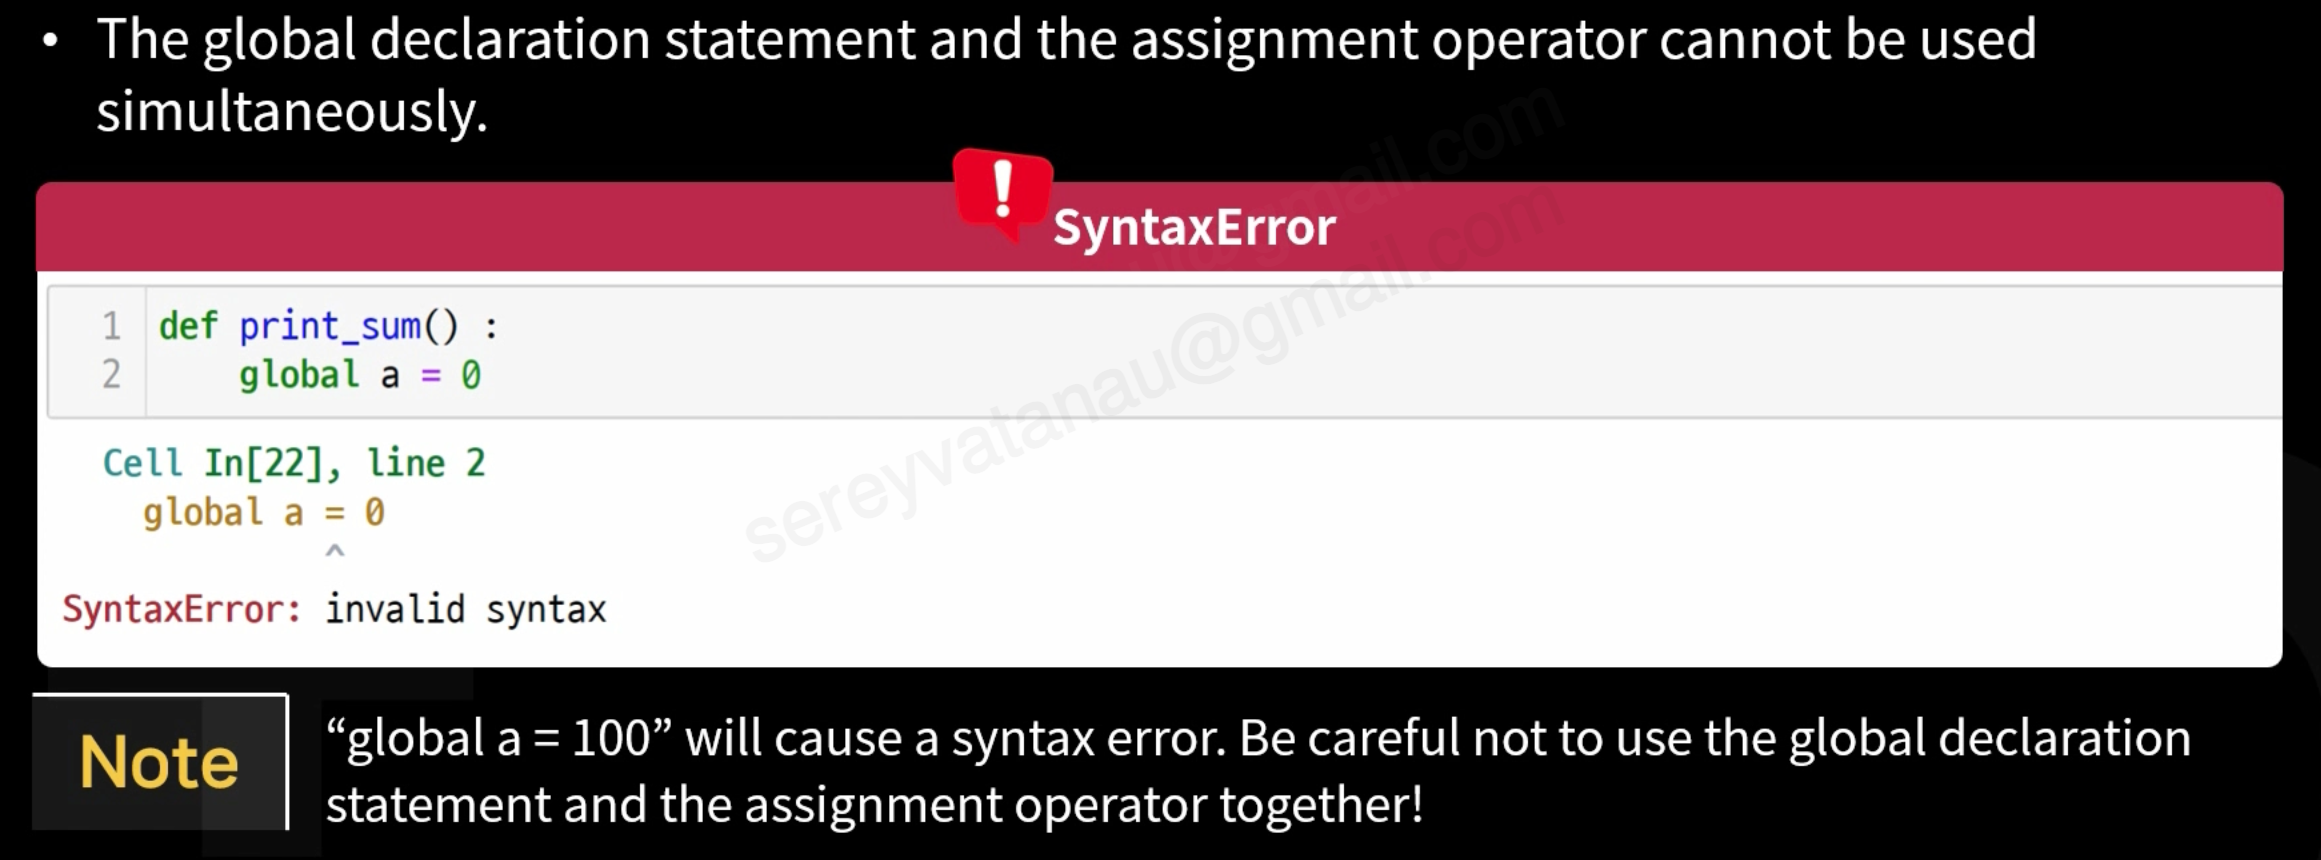 • The global declaration statement and the assignment operator cannot be used
simultaneously.
! SyntaxError
1 def print_sum() :
2     global a = 0
Cell In[22], line 2
global a = 0
^
SyntaxError: invalid syntax
sereyvatanau@gmail.com
Note
“global a = 100” will cause a syntax error. Be careful not to use the global declaration
statement and the assignment operator together!